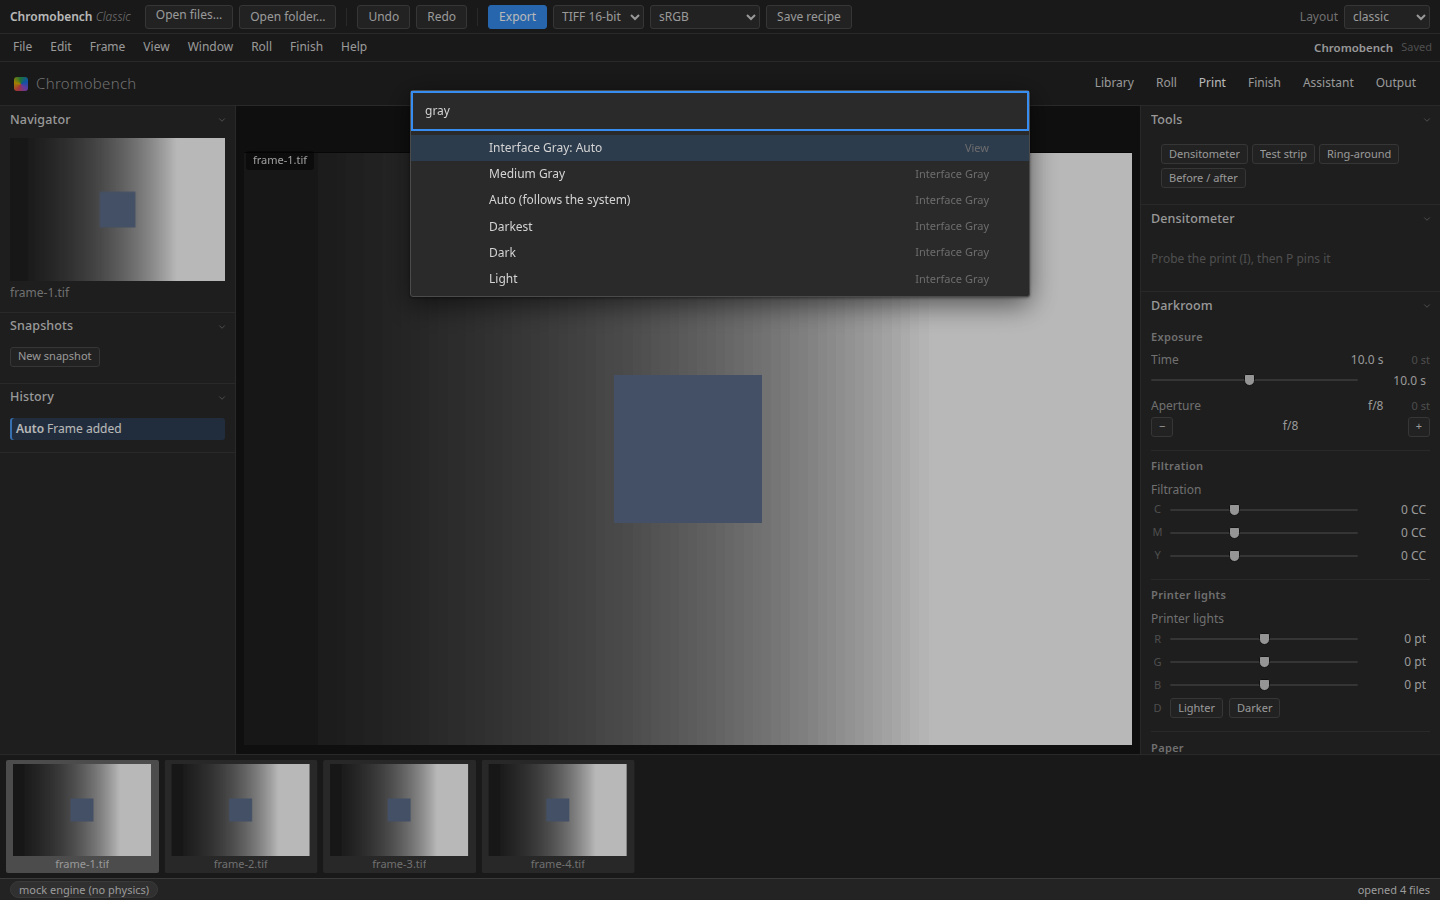 Chromobench Classic Open files... Open folder... Undo Redo Export TIFF 16-bit sRGB Save recipe Layout classic
File Edit Frame View Window Roll Finish Help Chromobench Saved
Chromobench Library Roll Print Finish Assistant Output
Navigator
frame-1.tif
Snapshots
New snapshot
History
Auto Frame added
gray
Interface Gray: Auto View
Medium Gray Interface Gray
Auto (follows the system) Interface Gray
Darkest Interface Gray
Dark Interface Gray
Light Interface Gray
frame-1.tif
Tools
Densitometer Test strip Ring-around
Before / after
Densitometer
Probe the print (I), then P pins it
Darkroom
Exposure
Time 10.0 s 0 st
10.0 s
Aperture f/8 0 st
− f/8 +
Filtration
Filtration
C 0 CC
M 0 CC
Y 0 CC
Printer lights
Printer lights
R 0 pt
G 0 pt
B 0 pt
D Lighter Darker
Paper
frame-1.tif frame-2.tif frame-3.tif frame-4.tif
mock engine (no physics) opened 4 files